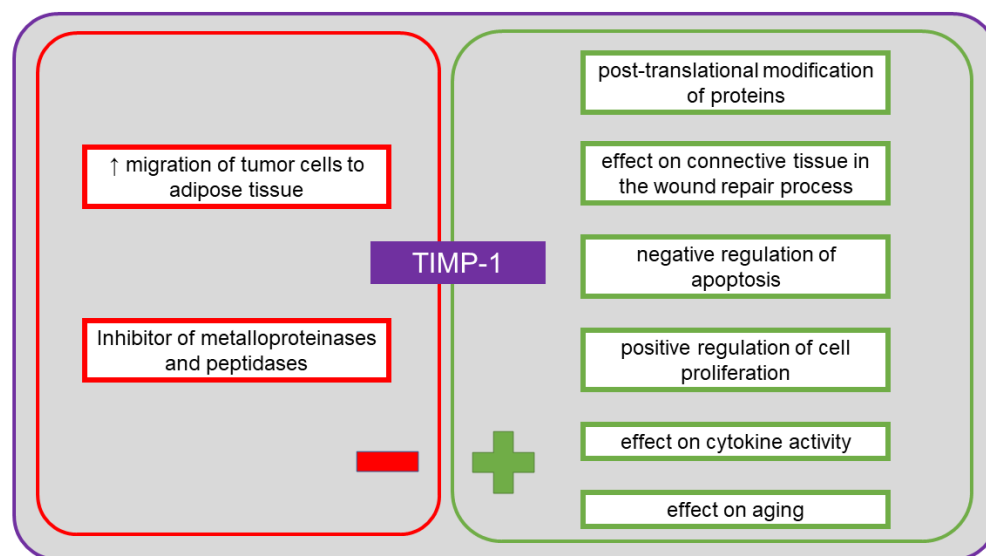 ↑ migration of tumor cells to
adipose tissue
Inhibitor of metalloproteinases
and peptidases
TIMP-1
post-translational modification
of proteins
effect on connective tissue in
the wound repair process
negative regulation of
apoptosis
positive regulation of cell
proliferation
effect on cytokine activity
effect on aging